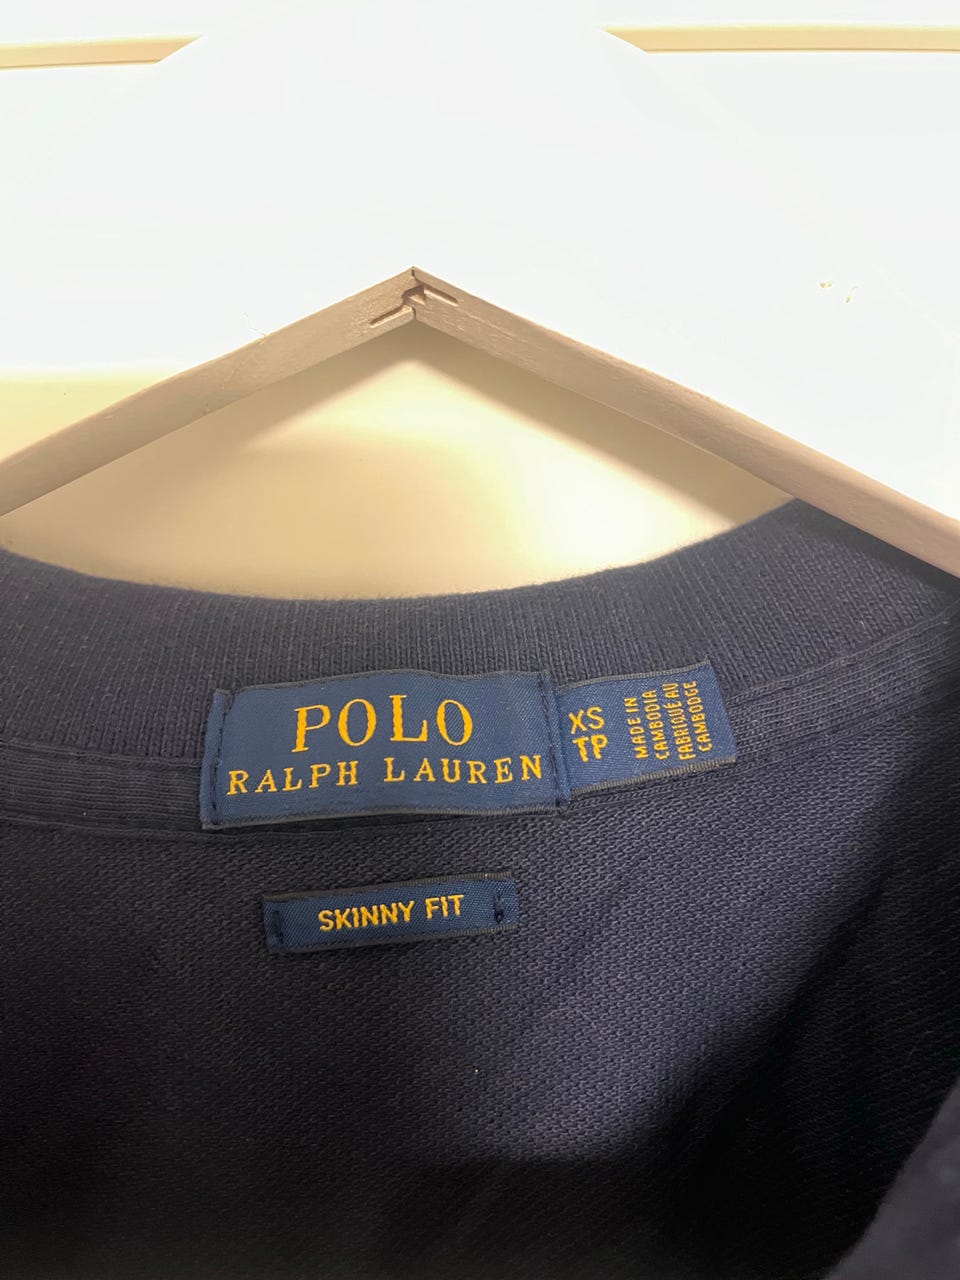 POLO
RALPH LAUREN
XS
TP
MADE IN
CAMBODIA
FABRIQUÉ AU
CAMBODGE
SKINNY FIT